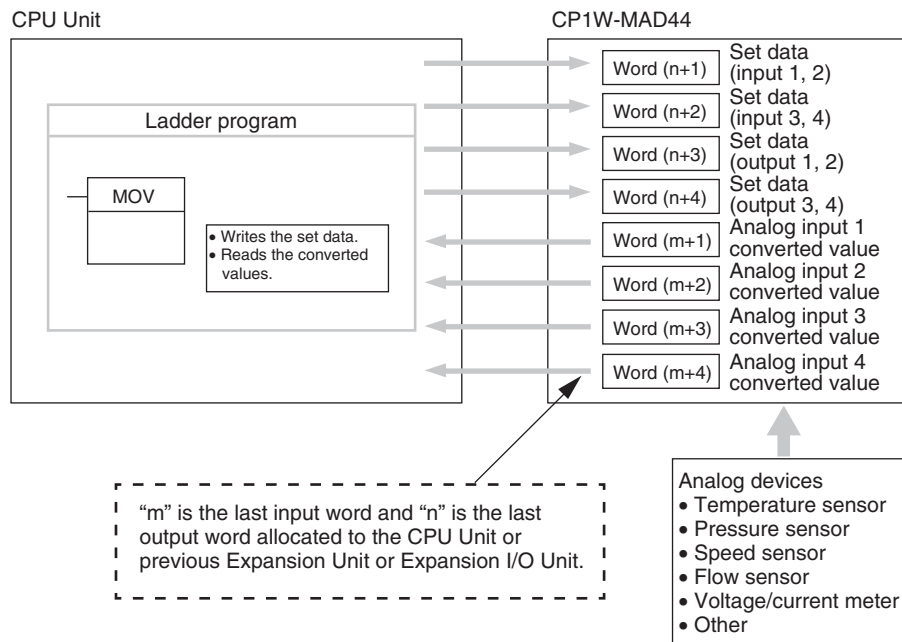 CPU Unit
CP1W-MAD44
Ladder program
MOV
• Writes the set data.
• Reads the converted
values.
Word (n+1)
Set data
(input 1, 2)
Word (n+2)
Set data
(input 3, 4)
Word (n+3)
Set data
(output 1, 2)
Word (n+4)
Set data
(output 3, 4)
Word (m+1)
Analog input 1
converted value
Word (m+2)
Analog input 2
converted value
Word (m+3)
Analog input 3
converted value
Word (m+4)
Analog input 4
converted value
“m” is the last input word and “n” is the last
output word allocated to the CPU Unit or
previous Expansion Unit or Expansion I/O Unit.
Analog devices
• Temperature sensor
• Pressure sensor
• Speed sensor
• Flow sensor
• Voltage/current meter
• Other